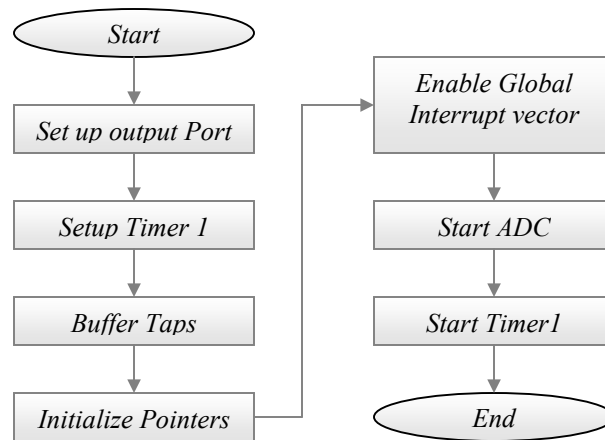 Start
Set up output Port
Setup Timer 1
Buffer Taps
Initialize Pointers
Enable Global
Interrupt vector
Start ADC
Start Timer1
End